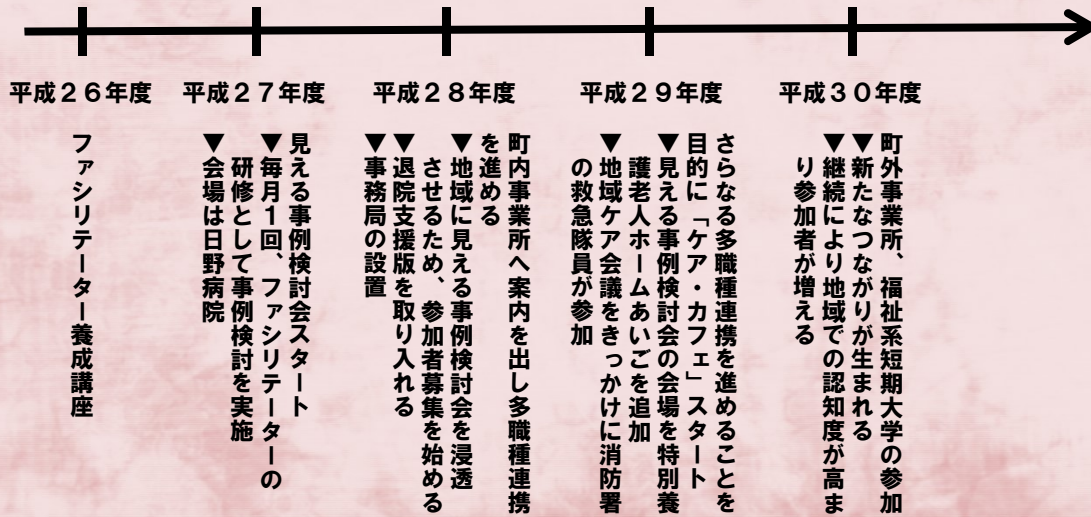 平成２６年度
ファシリテーター養成講座
平成２７年度
見える事例検討会スタート
▼毎月１回、ファシリテーターの
研修として事例検討を実施
▼会場は日野病院
平成２８年度
町内事業所へ案内を出し多職種連携
を進める
▼地域に見える事例検討会を浸透
させるため、参加者募集を始める
▼退院支援版を取り入れる
▼事務局の設置
平成２９年度
さらなる多職種連携を進めることを
目的に「ケア・カフェ」スタート
▼見える事例検討会の会場を特別養
護老人ホームあいごを追加
▼地域ケア会議をきっかけに消防署
の救急隊員が参加
平成３０年度
町外事業所、福祉系短期大学の参加
▼新たなつながりが生まれる
▼継続により地域での認知度が高ま
り参加者が増える